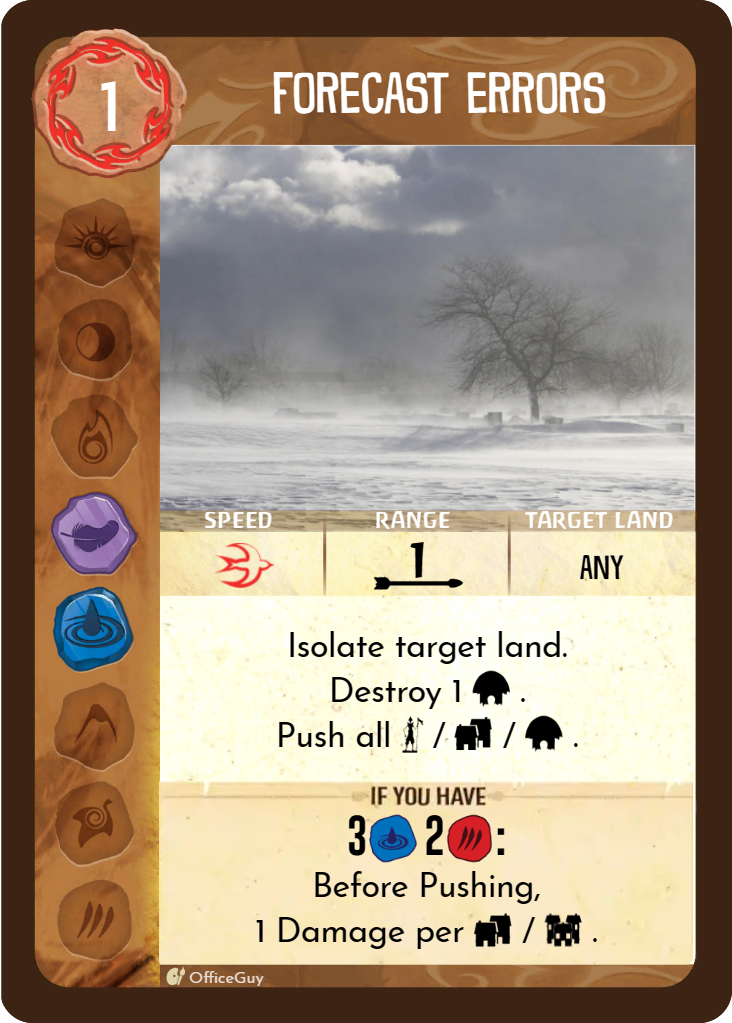 1
FORECAST ERRORS
SPEED RANGE TARGET LAND
1 ANY
Isolate target land.
Destroy 1 .
Push all / / .
IF YOU HAVE
3 2 :
Before Pushing,
1 Damage per / .
OfficeGuy